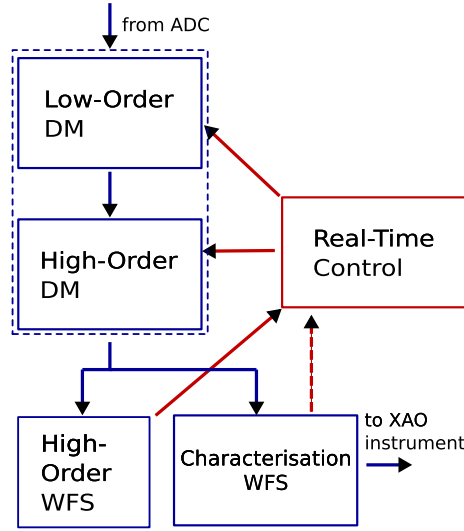 from ADC
Low-Order
DM
High-Order
DM
Real-Time
Control
High-
Order
WFS
Characterisation
WFS
to XAO
instrument